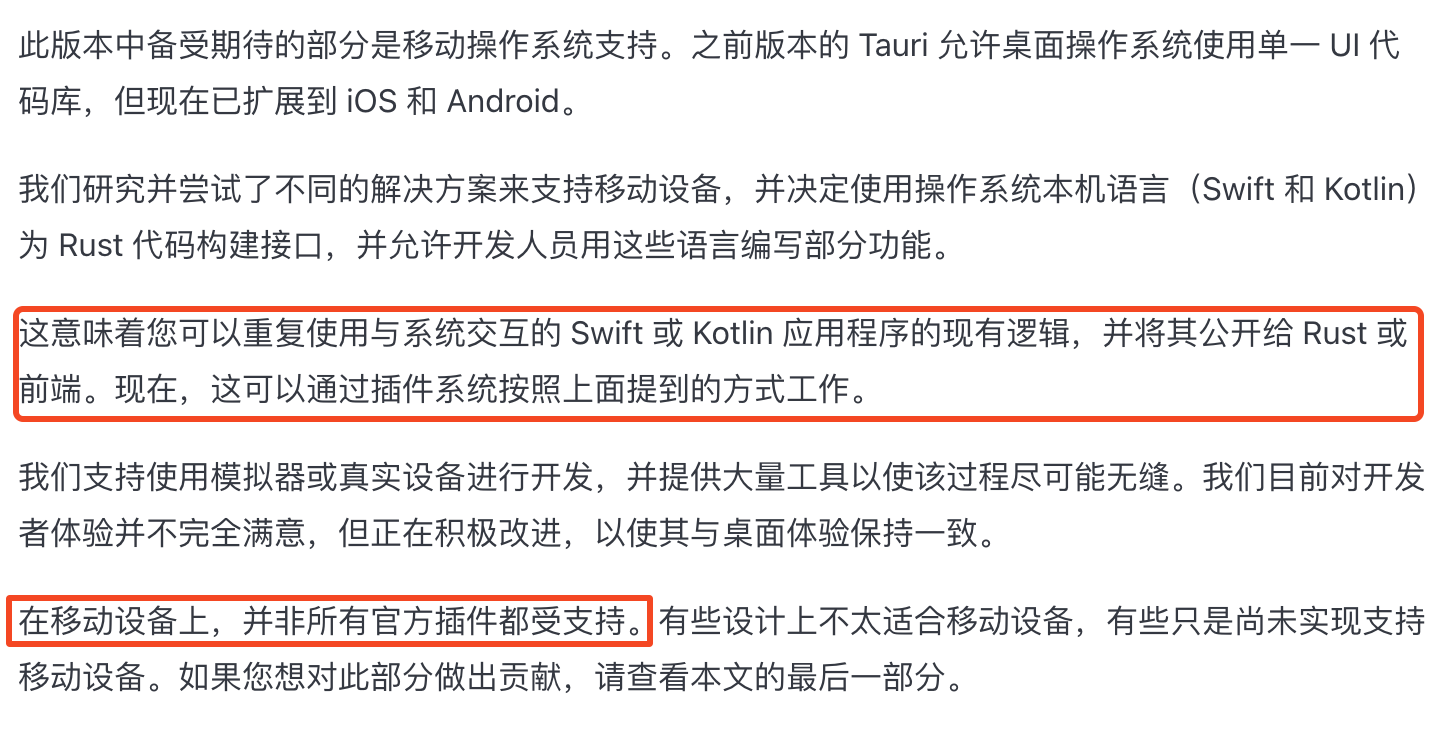 此版本中备受期待的部分是移动操作系统支持。之前版本的 Tauri 允许桌面操作系统使用单一 UI 代
码库，但现在已扩展到 iOS 和 Android。
我们研究并尝试了不同的解决方案来支持移动设备，并决定使用操作系统本机语言（Swift 和 Kotlin）
为 Rust 代码构建接口，并允许开发人员用这些语言编写部分功能。
这意味着您可以重复使用与系统交互的 Swift 或 Kotlin 应用程序的现有逻辑，并将其公开给 Rust 或
前端。现在，这可以通过插件系统按照上面提到的方式工作。
我们支持使用模拟器或真实设备进行开发，并提供大量工具以使该过程尽可能无缝。我们目前对开发
者体验并不完全满意，但正在积极改进，以使其与桌面体验保持一致。
在移动设备上，并非所有官方插件都受支持。有些设计上不太适合移动设备，有些只是尚未实现支持
移动设备。如果您想对此部分做出贡献，请查看本文的最后一部分。